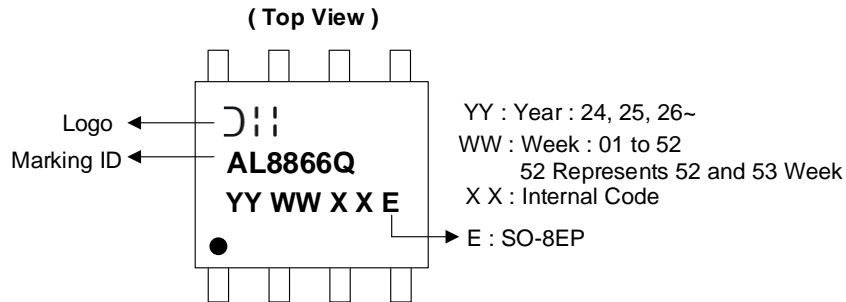 ( Top View )
Logo
Marking ID
AL8866Q
YY WW X X E
YY : Year : 24, 25, 26~
WW : Week : 01 to 52
52 Represents 52 and 53 Week
X X : Internal Code
E : SO-8EP